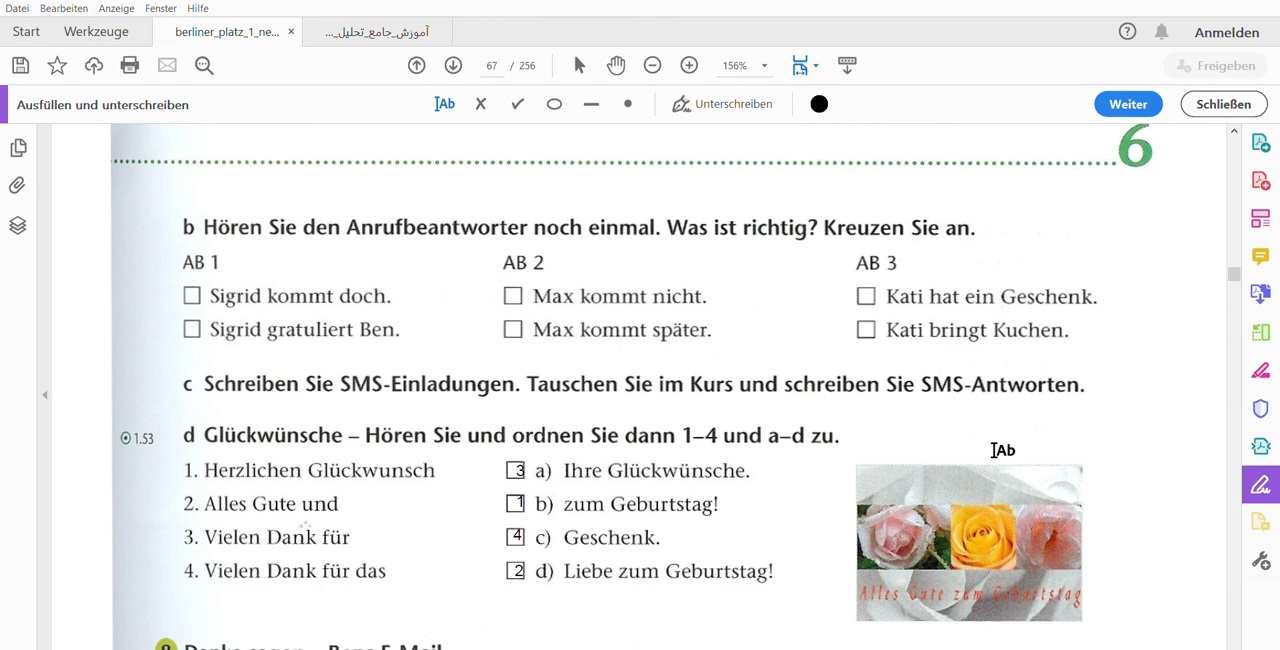 Datei Bearbeiten Anzeige Fenster Hilfe
Start Werkzeuge berliner_platz_1_ne... × آموزش_جامع_تحلیل_... ? Anmelden
67 / 256 156% Freigeben
Ausfüllen und unterschreiben Ab Unterschreiben Weiter Schließen
6
b Hören Sie den Anrufbeantworter noch einmal. Was ist richtig? Kreuzen Sie an.
AB 1 AB 2 AB 3
Sigrid kommt doch. Max kommt nicht. Kati hat ein Geschenk.
Sigrid gratuliert Ben. Max kommt später. Kati bringt Kuchen.
c Schreiben Sie SMS-Einladungen. Tauschen Sie im Kurs und schreiben Sie SMS-Antworten.
1.53 d Glückwünsche – Hören Sie und ordnen Sie dann 1–4 und a–d zu.
Ab
1. Herzlichen Glückwunsch 3 a) Ihre Glückwünsche.
2. Alles Gute und 1 b) zum Geburtstag!
3. Vielen Dank für 4 c) Geschenk.
4. Vielen Dank für das 2 d) Liebe zum Geburtstag!
Alles Gute zum Geburtstag